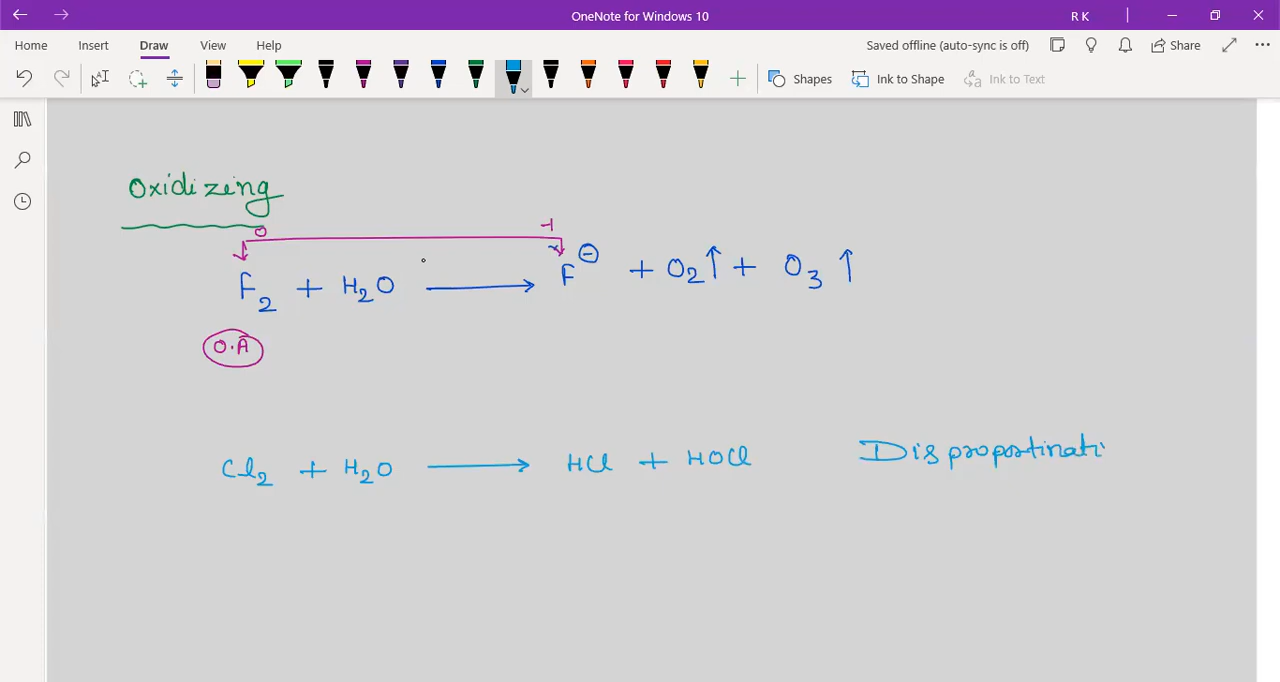 OneNote for Windows 10
R K
Home Insert Draw View Help
Saved offline (auto-sync is off) Share
Shapes Ink to Shape Ink to Text
Oxidizing
0 -1
F2 + H2O ⟶ F⊖ + O2↑ + O3↑
O.A
Cl2 + H2O ⟶ HCl + HOCl Disproportinati